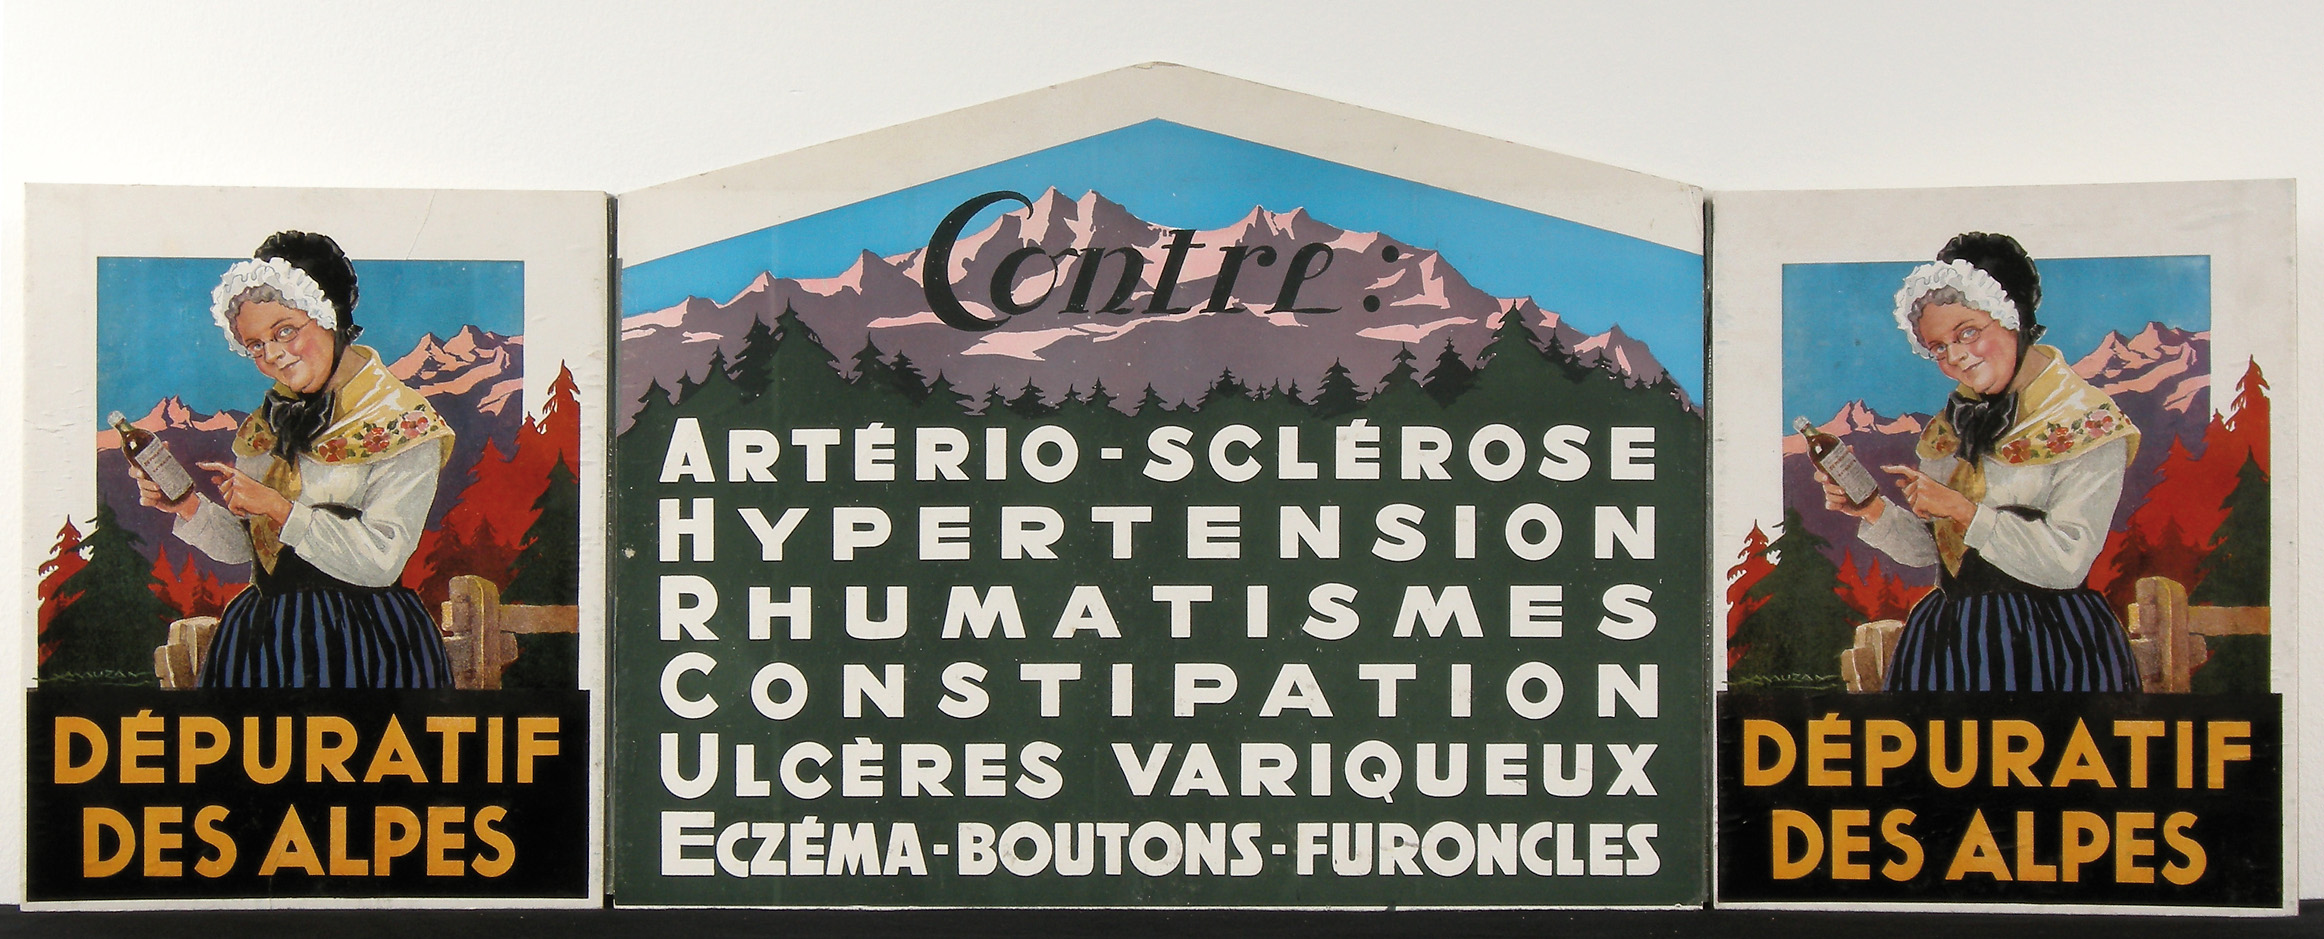 DÉPURATIF
DES ALPES
Contre :
ARTÉRIO-SCLÉROSE
HYPERTENSION
RHUMATISMES
CONSTIPATION
ULCÈRES VARIQUEUX
ECZÉMA-BOUTONS-FURONCLES
DÉPURATIF
DES ALPES